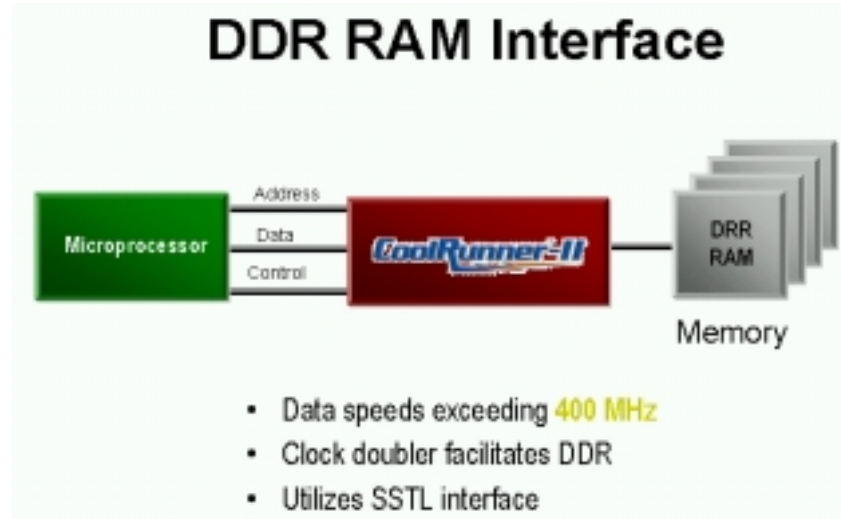 DDR RAM Interface
Address
Microprocessor
Data
Control
CoolRunner-II
DRR
RAM
Memory
• Data speeds exceeding 400 MHz
• Clock doubler facilitates DDR
• Utilizes SSTL interface